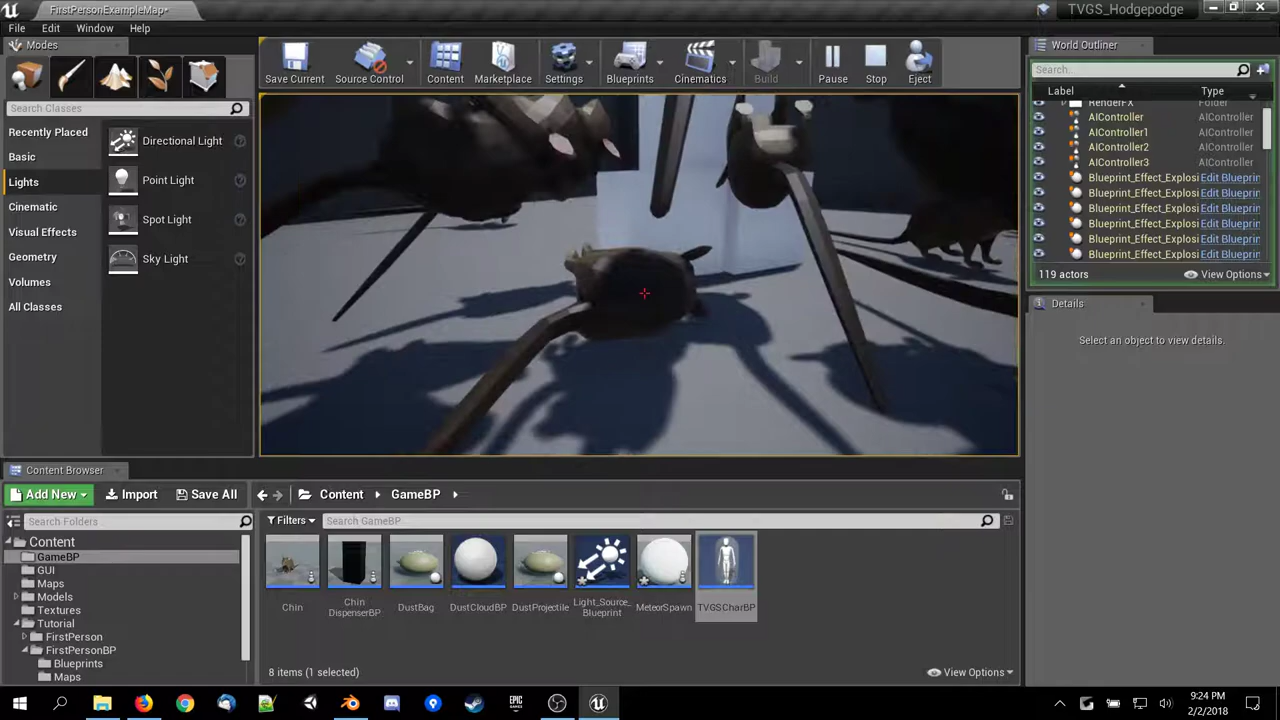 FirstPersonExampleMap*
TVGS_Hodgepodge
File Edit Window Help
Modes
Search Classes
Recently Placed
Basic
Lights
Cinematic
Visual Effects
Geometry
Volumes
All Classes
Directional Light
Point Light
Spot Light
Sky Light
Save Current
Source Control
Content
Marketplace
Settings
Blueprints
Cinematics
Build
Pause
Stop
Eject
World Outliner
Search..
Label Type
RenderFX Folder
AIController AIController
AIController1 AIController
AIController2 AIController
AIController3 AIController
Blueprint_Effect_Explosi Edit Blueprin
Blueprint_Effect_Explosi Edit Blueprin
Blueprint_Effect_Explosi Edit Blueprin
Blueprint_Effect_Explosi Edit Blueprin
Blueprint_Effect_Explosi Edit Blueprin
Blueprint_Effect_Explosi Edit Blueprin
119 actors View Options
Details
Select an object to view details.
Content Browser
Add New Import Save All
Content GameBP
Search Folders
Content
GameBP
GUI
Maps
Models
Textures
Tutorial
FirstPerson
FirstPersonBP
Blueprints
Maps
Filters Search GameBP
Chin
Chin
DispenserBP
DustBag
DustCloudBP
DustProjectile
Light_Source_
Blueprint
MeteorSpawn
TVGSCharBP
8 items (1 selected) View Options
EPIC
GAMES
9:24 PM
2/2/2018